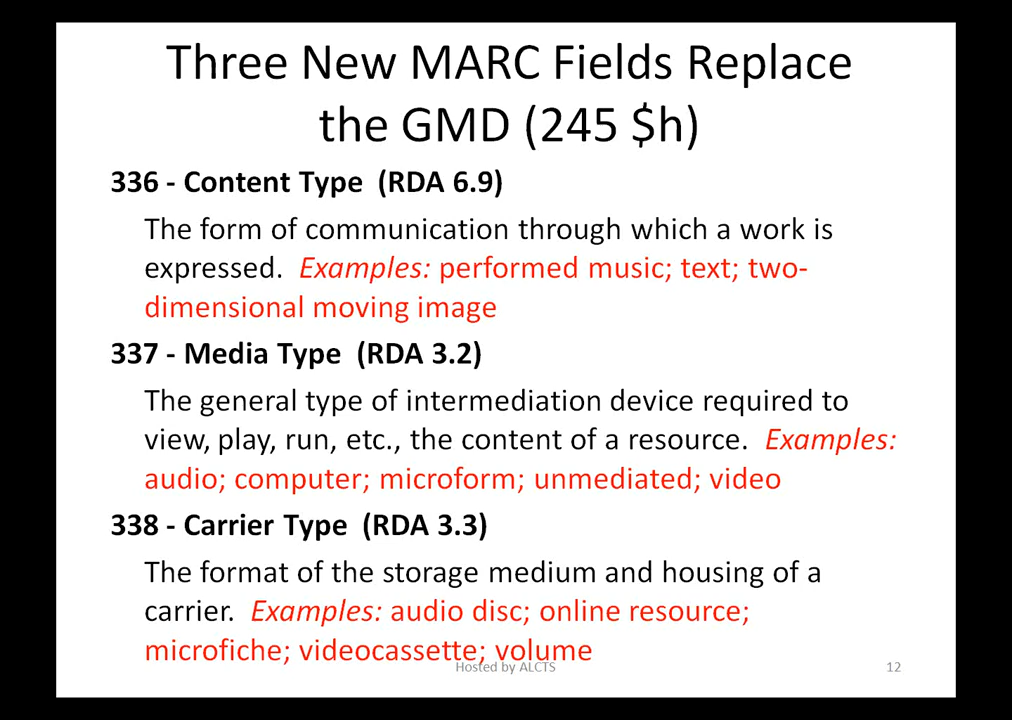 Three New MARC Fields Replace
the GMD (245 $h)
336 - Content Type (RDA 6.9)
The form of communication through which a work is
expressed. Examples: performed music; text; two-
dimensional moving image
337 - Media Type (RDA 3.2)
The general type of intermediation device required to
view, play, run, etc., the content of a resource. Examples:
audio; computer; microform; unmediated; video
338 - Carrier Type (RDA 3.3)
The format of the storage medium and housing of a
carrier. Examples: audio disc; online resource;
microfiche; videocassette; volume
Hosted by ALCTS
12